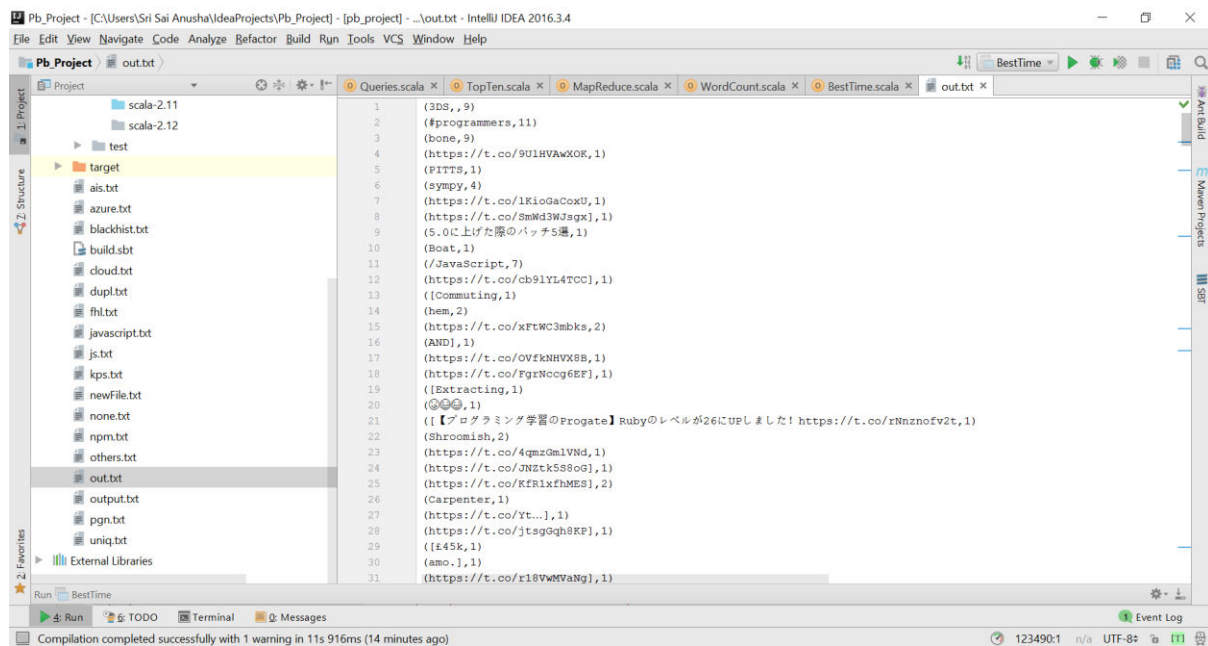 Pb_Project - [C:\Users\Sri Sai Anusha\IdeaProjects\Pb_Project] - [pb_project] - ...\out.txt - IntelliJ IDEA 2016.3.4
File Edit View Navigate Code Analyze Refactor Build Run Tools VCS Window Help
Pb_Project out.txt BestTime
Project Queries.scala TopTen.scala MapReduce.scala WordCount.scala BestTime.scala out.txt
1: Project
Z: Structure
2: Favorites
scala-2.11
scala-2.12
test
target
ais.txt
azure.txt
blackhist.txt
build.sbt
cloud.txt
dupl.txt
fhl.txt
javascript.txt
js.txt
kps.txt
newFile.txt
none.txt
npm.txt
others.txt
out.txt
output.txt
pgn.txt
uniq.txt
External Libraries
1 (3DS,,9)
2 (#programmers,11)
3 (bone,9)
4 (https://t.co/9UlHVAwXOK,1)
5 (PITTS,1)
6 (sympy,4)
7 (https://t.co/lKioGaCoxU,1)
8 (https://t.co/SmWd3WJsgx],1)
9 (5.0に上げた際のバッチ5選,1)
10 (Boat,1)
11 (/JavaScript,7)
12 (https://t.co/cb9lYL4TCC],1)
13 ([Commuting,1)
14 (hem,2)
15 (https://t.co/xFtWC3mbks,2)
16 (AND],1)
17 (https://t.co/OVfkNHVX8B,1)
18 (https://t.co/FgrNccg6EF],1)
19 ([Extracting,1)
20 (😂😂😂,1)
21 ([【プログラミング学習のProgate】Rubyのレベルが26にUPしました! https://t.co/rNnznofv2t,1)
22 (Shroomish,2)
23 (https://t.co/4qmzGmlVNd,1)
24 (https://t.co/JNZtk5S8oG],1)
25 (https://t.co/KfR1xfhMES],2)
26 (Carpenter,1)
27 (https://t.co/Yt…],1)
28 (https://t.co/jtsgGqh8KP],1)
29 ([£45k,1)
30 (amo.],1)
31 (https://t.co/r18VwMVaNg],1)
Ant Build
Maven Projects
SBT
Run BestTime
4: Run 6: TODO Terminal 0: Messages 1 Event Log
Compilation completed successfully with 1 warning in 11s 916ms (14 minutes ago) 123490:1 n/a UTF-8 [T]